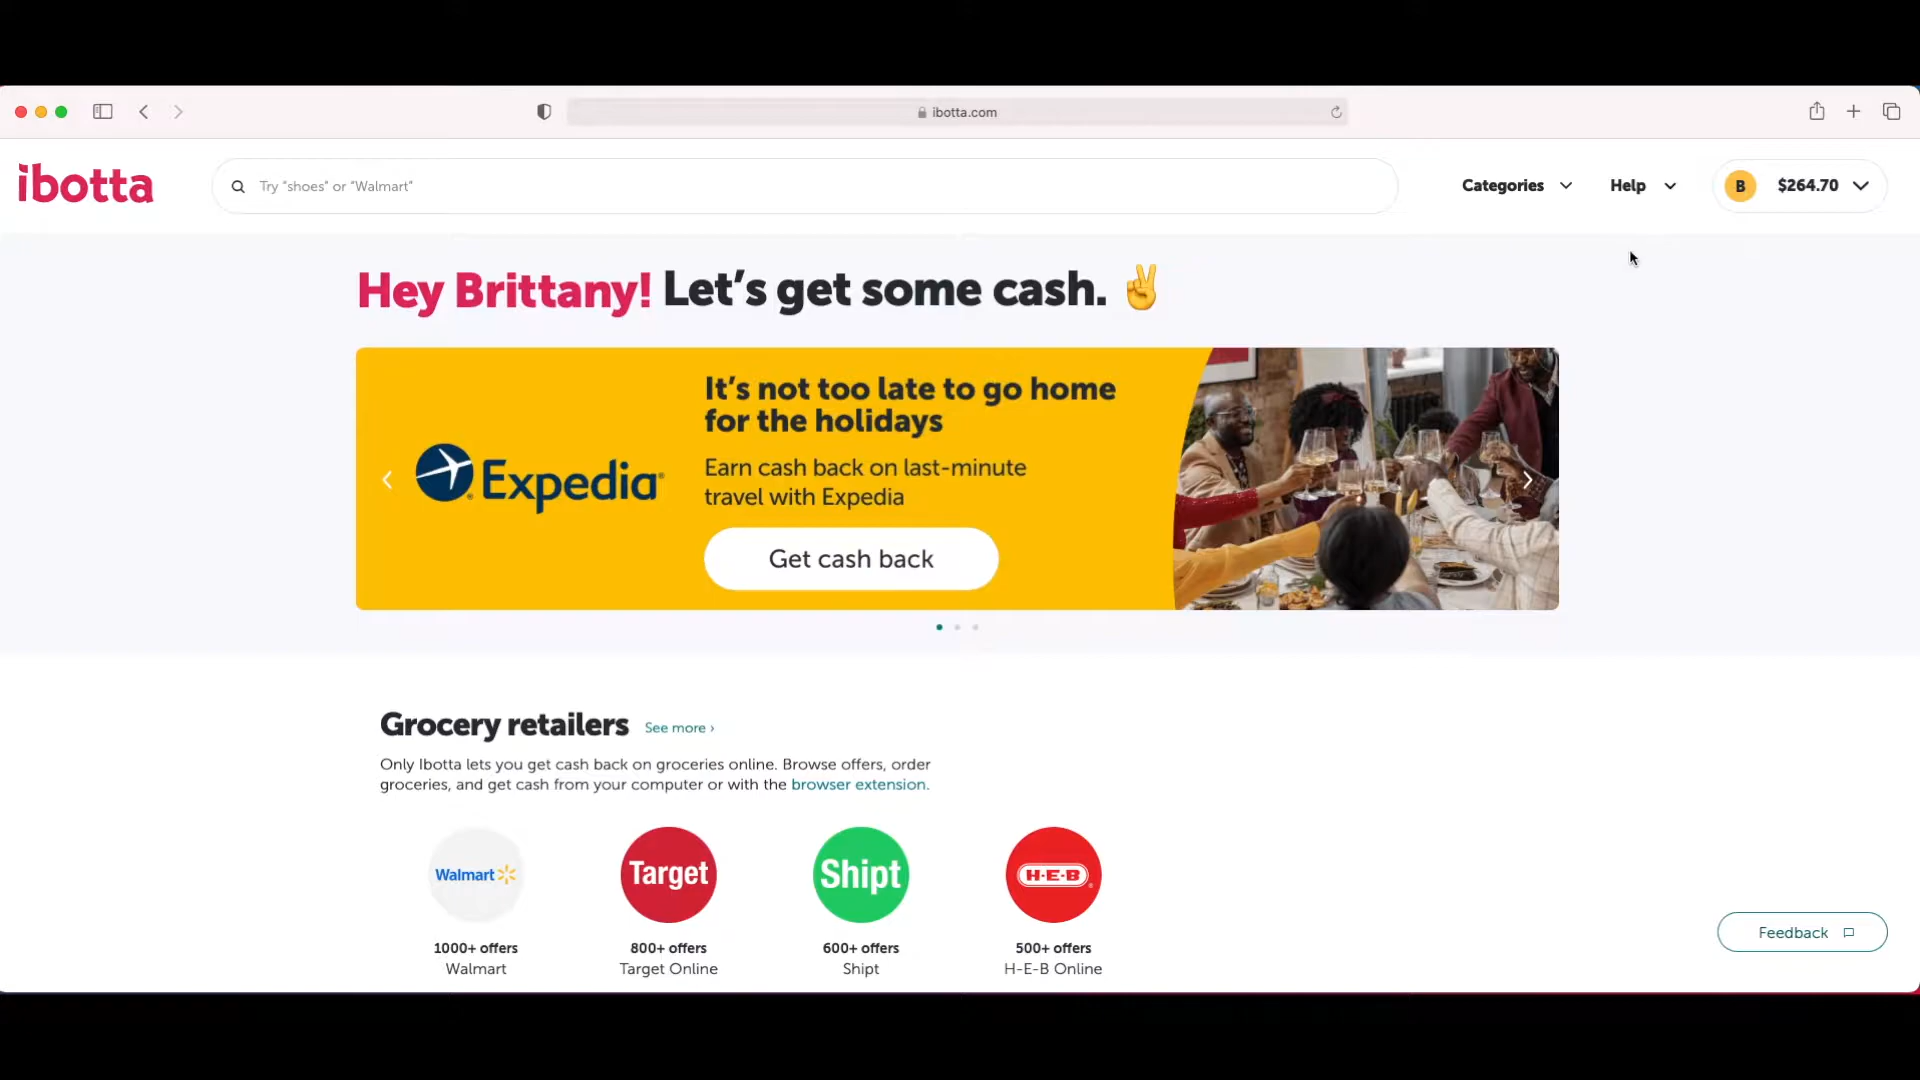 ibotta.com
ibotta
Try "shoes" or "Walmart"
Categories
Help
B
$264.70
Hey Brittany! Let's get some cash. ✌
Expedia
It's not too late to go home
for the holidays
Earn cash back on last-minute
travel with Expedia
Get cash back
Grocery retailers
See more ›
Only Ibotta lets you get cash back on groceries online. Browse offers, order
groceries, and get cash from your computer or with the browser extension.
Walmart
Target
Shipt
H-E-B
1000+ offers
Walmart
800+ offers
Target Online
600+ offers
Shipt
500+ offers
H-E-B Online
Feedback